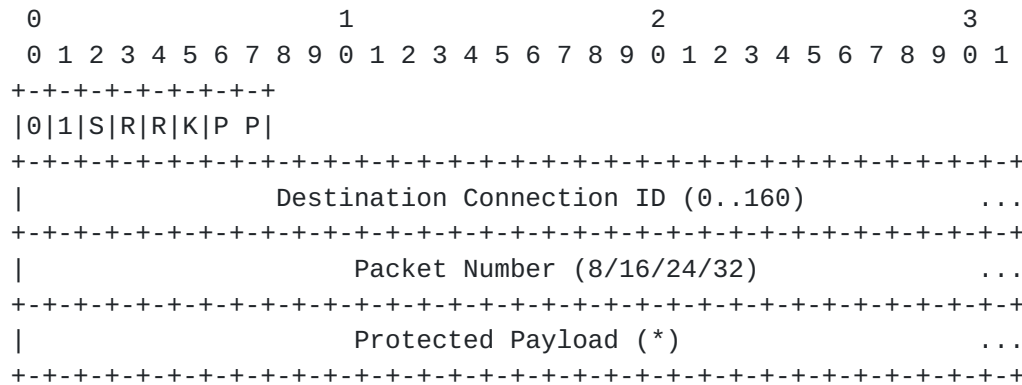 0                   1                   2                   3
 0 1 2 3 4 5 6 7 8 9 0 1 2 3 4 5 6 7 8 9 0 1 2 3 4 5 6 7 8 9 0 1
+-+-+-+-+-+-+-+-+
|0|1|S|R|R|K|P P|
+-+-+-+-+-+-+-+-+-+-+-+-+-+-+-+-+-+-+-+-+-+-+-+-+-+-+-+-+-+-+-+-+
|                Destination Connection ID (0..160)           ...
+-+-+-+-+-+-+-+-+-+-+-+-+-+-+-+-+-+-+-+-+-+-+-+-+-+-+-+-+-+-+-+-+
|                     Packet Number (8/16/24/32)              ...
+-+-+-+-+-+-+-+-+-+-+-+-+-+-+-+-+-+-+-+-+-+-+-+-+-+-+-+-+-+-+-+-+
|                     Protected Payload (*)                   ...
+-+-+-+-+-+-+-+-+-+-+-+-+-+-+-+-+-+-+-+-+-+-+-+-+-+-+-+-+-+-+-+-+